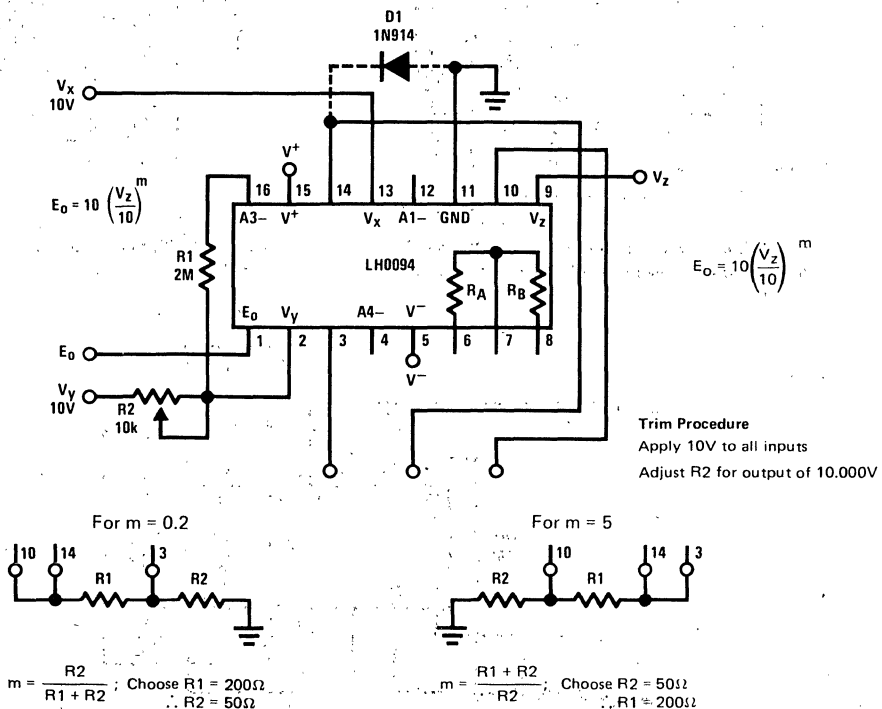 D1
1N914
Vx
10V
V+
16 15 14 13 12 11 10 9
Vz
A3− V+ Vx A1− GND Vz
E₀ = 10 (Vz/10)^m
R1
2M
LH0094
RA RB
E₀. = 10(Vz/10)^m
E₀ Vy A4− V−
1 2 3 4 5 6 7 8
E₀
V−
Vy
10V
R2
10k
Trim Procedure
Apply 10V to all inputs
Adjust R2 for output of 10.000V
For m = 0.2
10 14 3
R1 R2
m = R2 / (R1 + R2) ; Choose R1 = 200Ω
∴ R2 = 50Ω
For m = 5
10 14 3
R2 R1
m = (R1 + R2) / R2 ; Choose R2 = 50Ω
∴ R1 = 200Ω